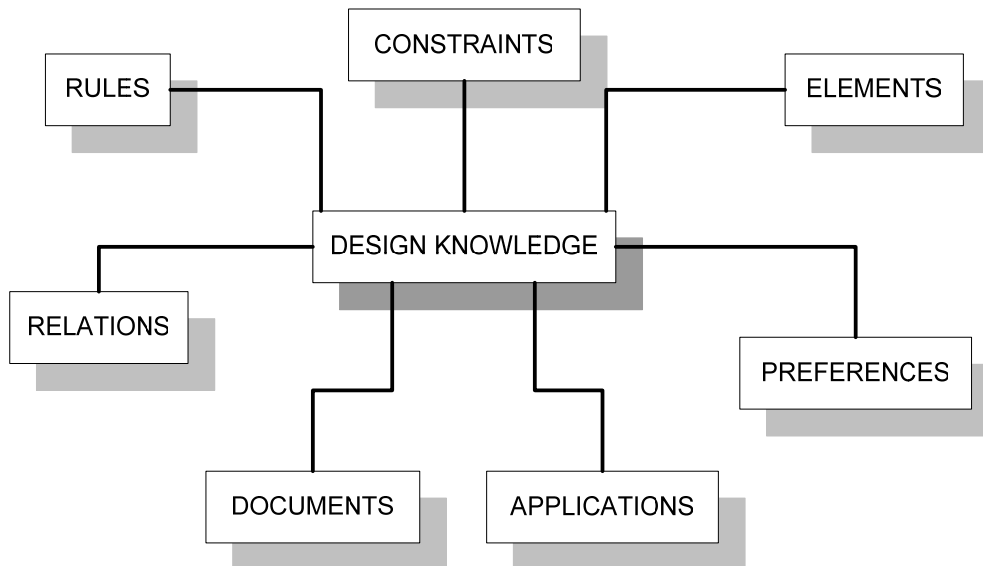 CONSTRAINTS
RULES
ELEMENTS
DESIGN KNOWLEDGE
RELATIONS
PREFERENCES
DOCUMENTS
APPLICATIONS